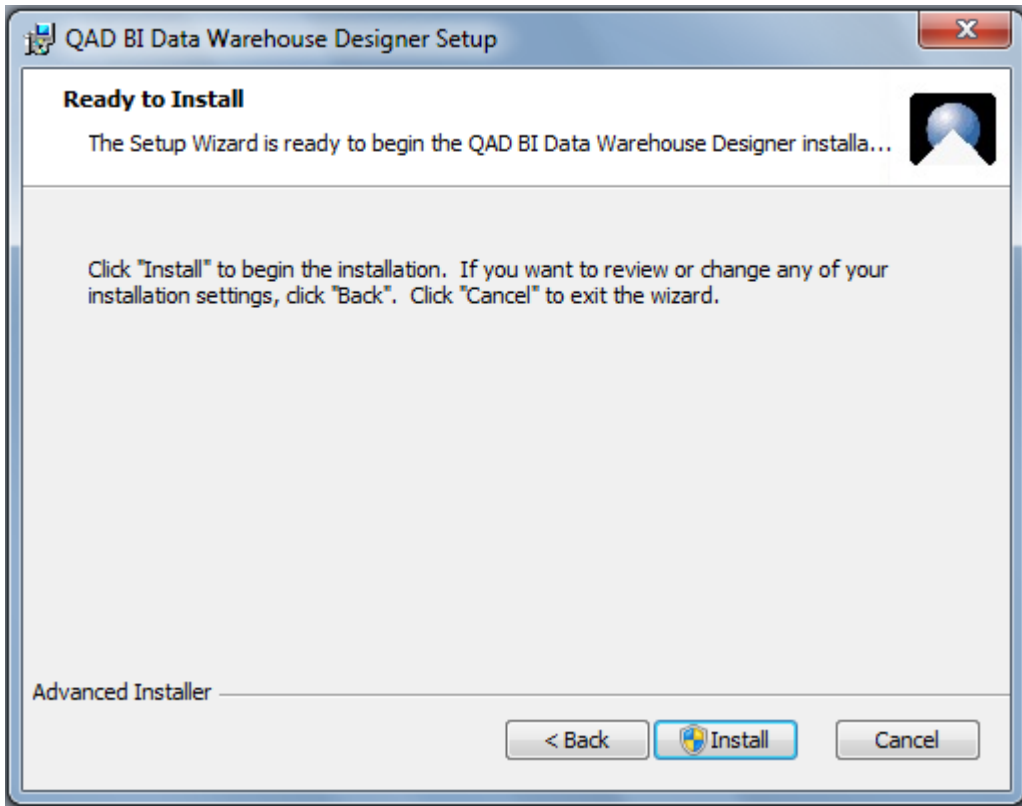 QAD BI Data Warehouse Designer Setup
Ready to Install
The Setup Wizard is ready to begin the QAD BI Data Warehouse Designer installa...
Click "Install" to begin the installation.  If you want to review or change any of your
installation settings, click "Back".  Click "Cancel" to exit the wizard.
Advanced Installer
< Back
Install
Cancel